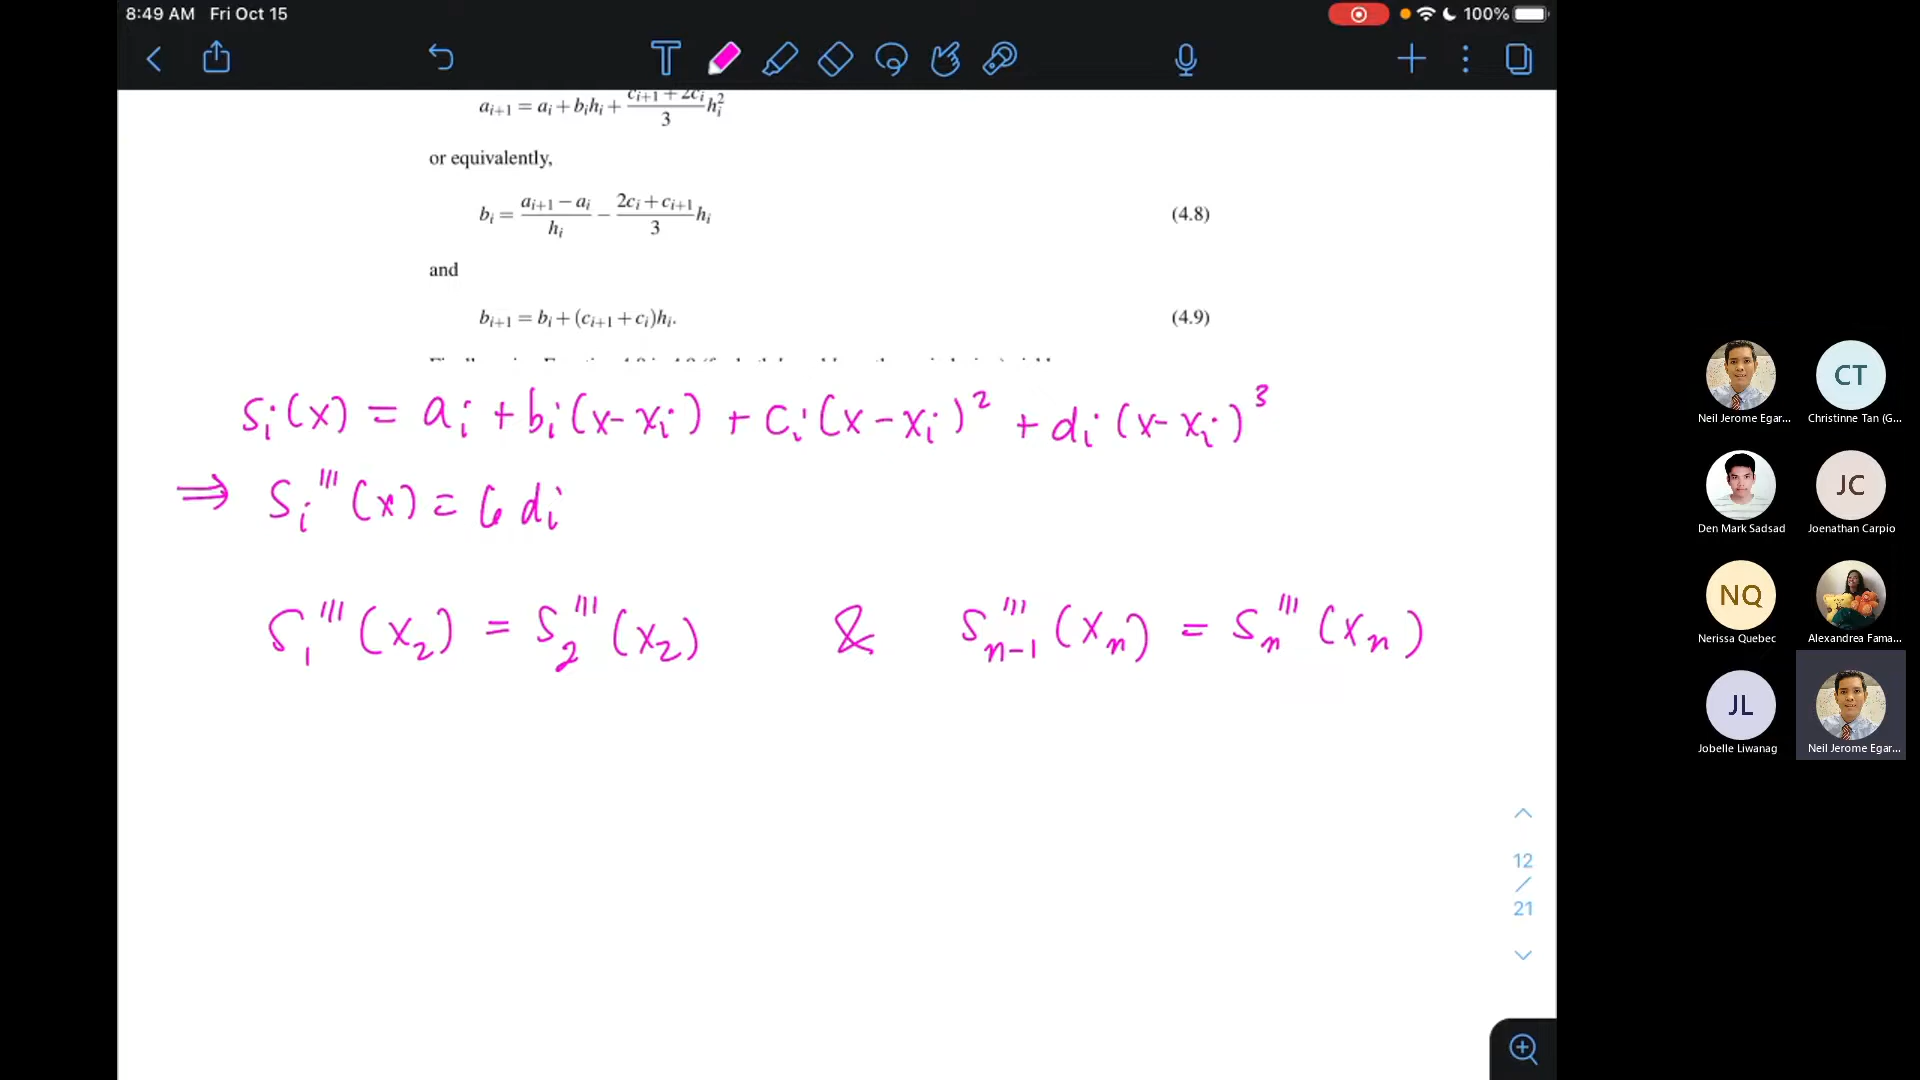 8:49 AM Fri Oct 15
100%
a_{i+1} = a_i + b_i h_i + \frac{c_{i+1} + 2c_i}{3} h_i^2
or equivalently,
b_i = \frac{a_{i+1} - a_i}{h_i} - \frac{2c_i + c_{i+1}}{3} h_i (4.8)
and
b_{i+1} = b_i + (c_{i+1} + c_i)h_i. (4.9)
S_i(x) = a_i + b_i(x - x_i) + c_i(x - x_i)^2 + d_i(x - x_i)^3
⇒ S_i'''(x) = 6 d_i
S_1'''(x_2) = S_2'''(x_2) & S_{n-1}'''(x_n) = S_n'''(x_n)
12
/
21
Neil Jerome Egar...
CT
Christinne Tan (G...
Den Mark Sadsad
JC
Joenathan Carpio
NQ
Nerissa Quebec
Alexandrea Fama...
JL
Jobelle Liwanag
Neil Jerome Egar...